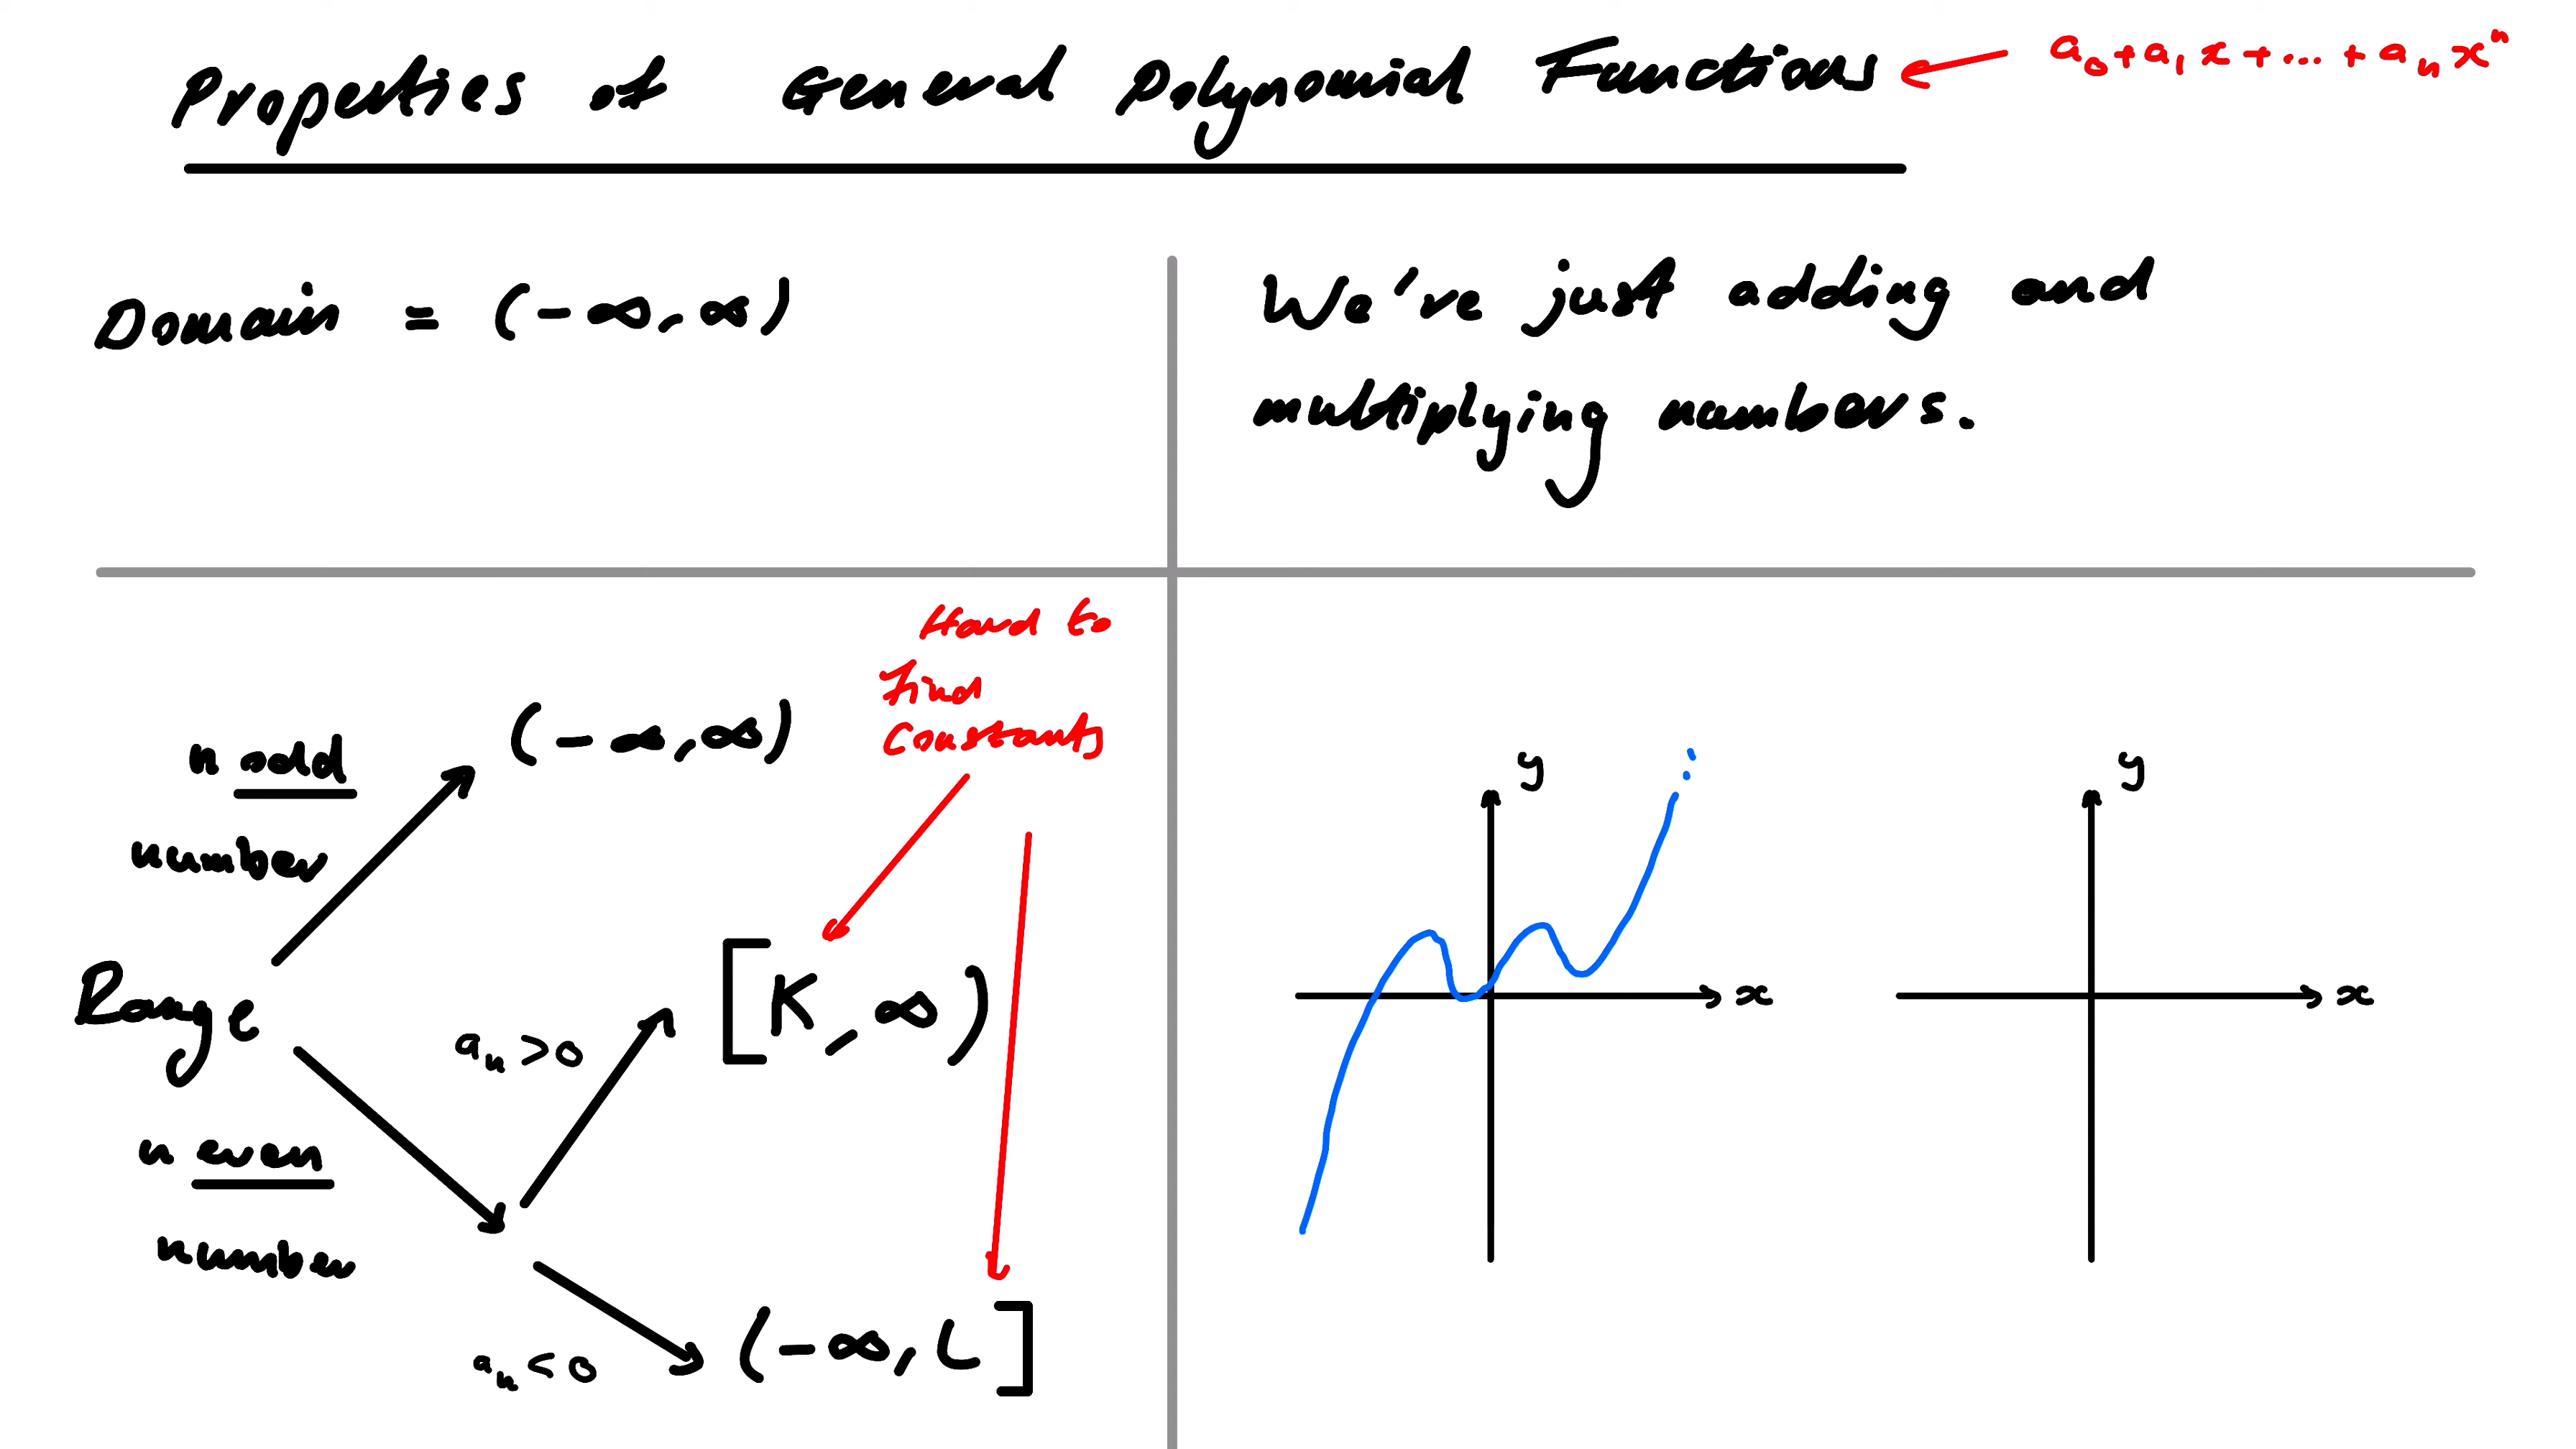 Properties of General Polynomial Functions ← a₀+a₁x+...+aₙxⁿ
Domain = (-∞,∞)
We've just adding and
multiplying numbers.
Hard to
find
constants
n odd
number
(-∞,∞)
Range
aₙ>0
[K,∞)
n even
number
aₙ<0
(-∞, L]
y
x
y
x